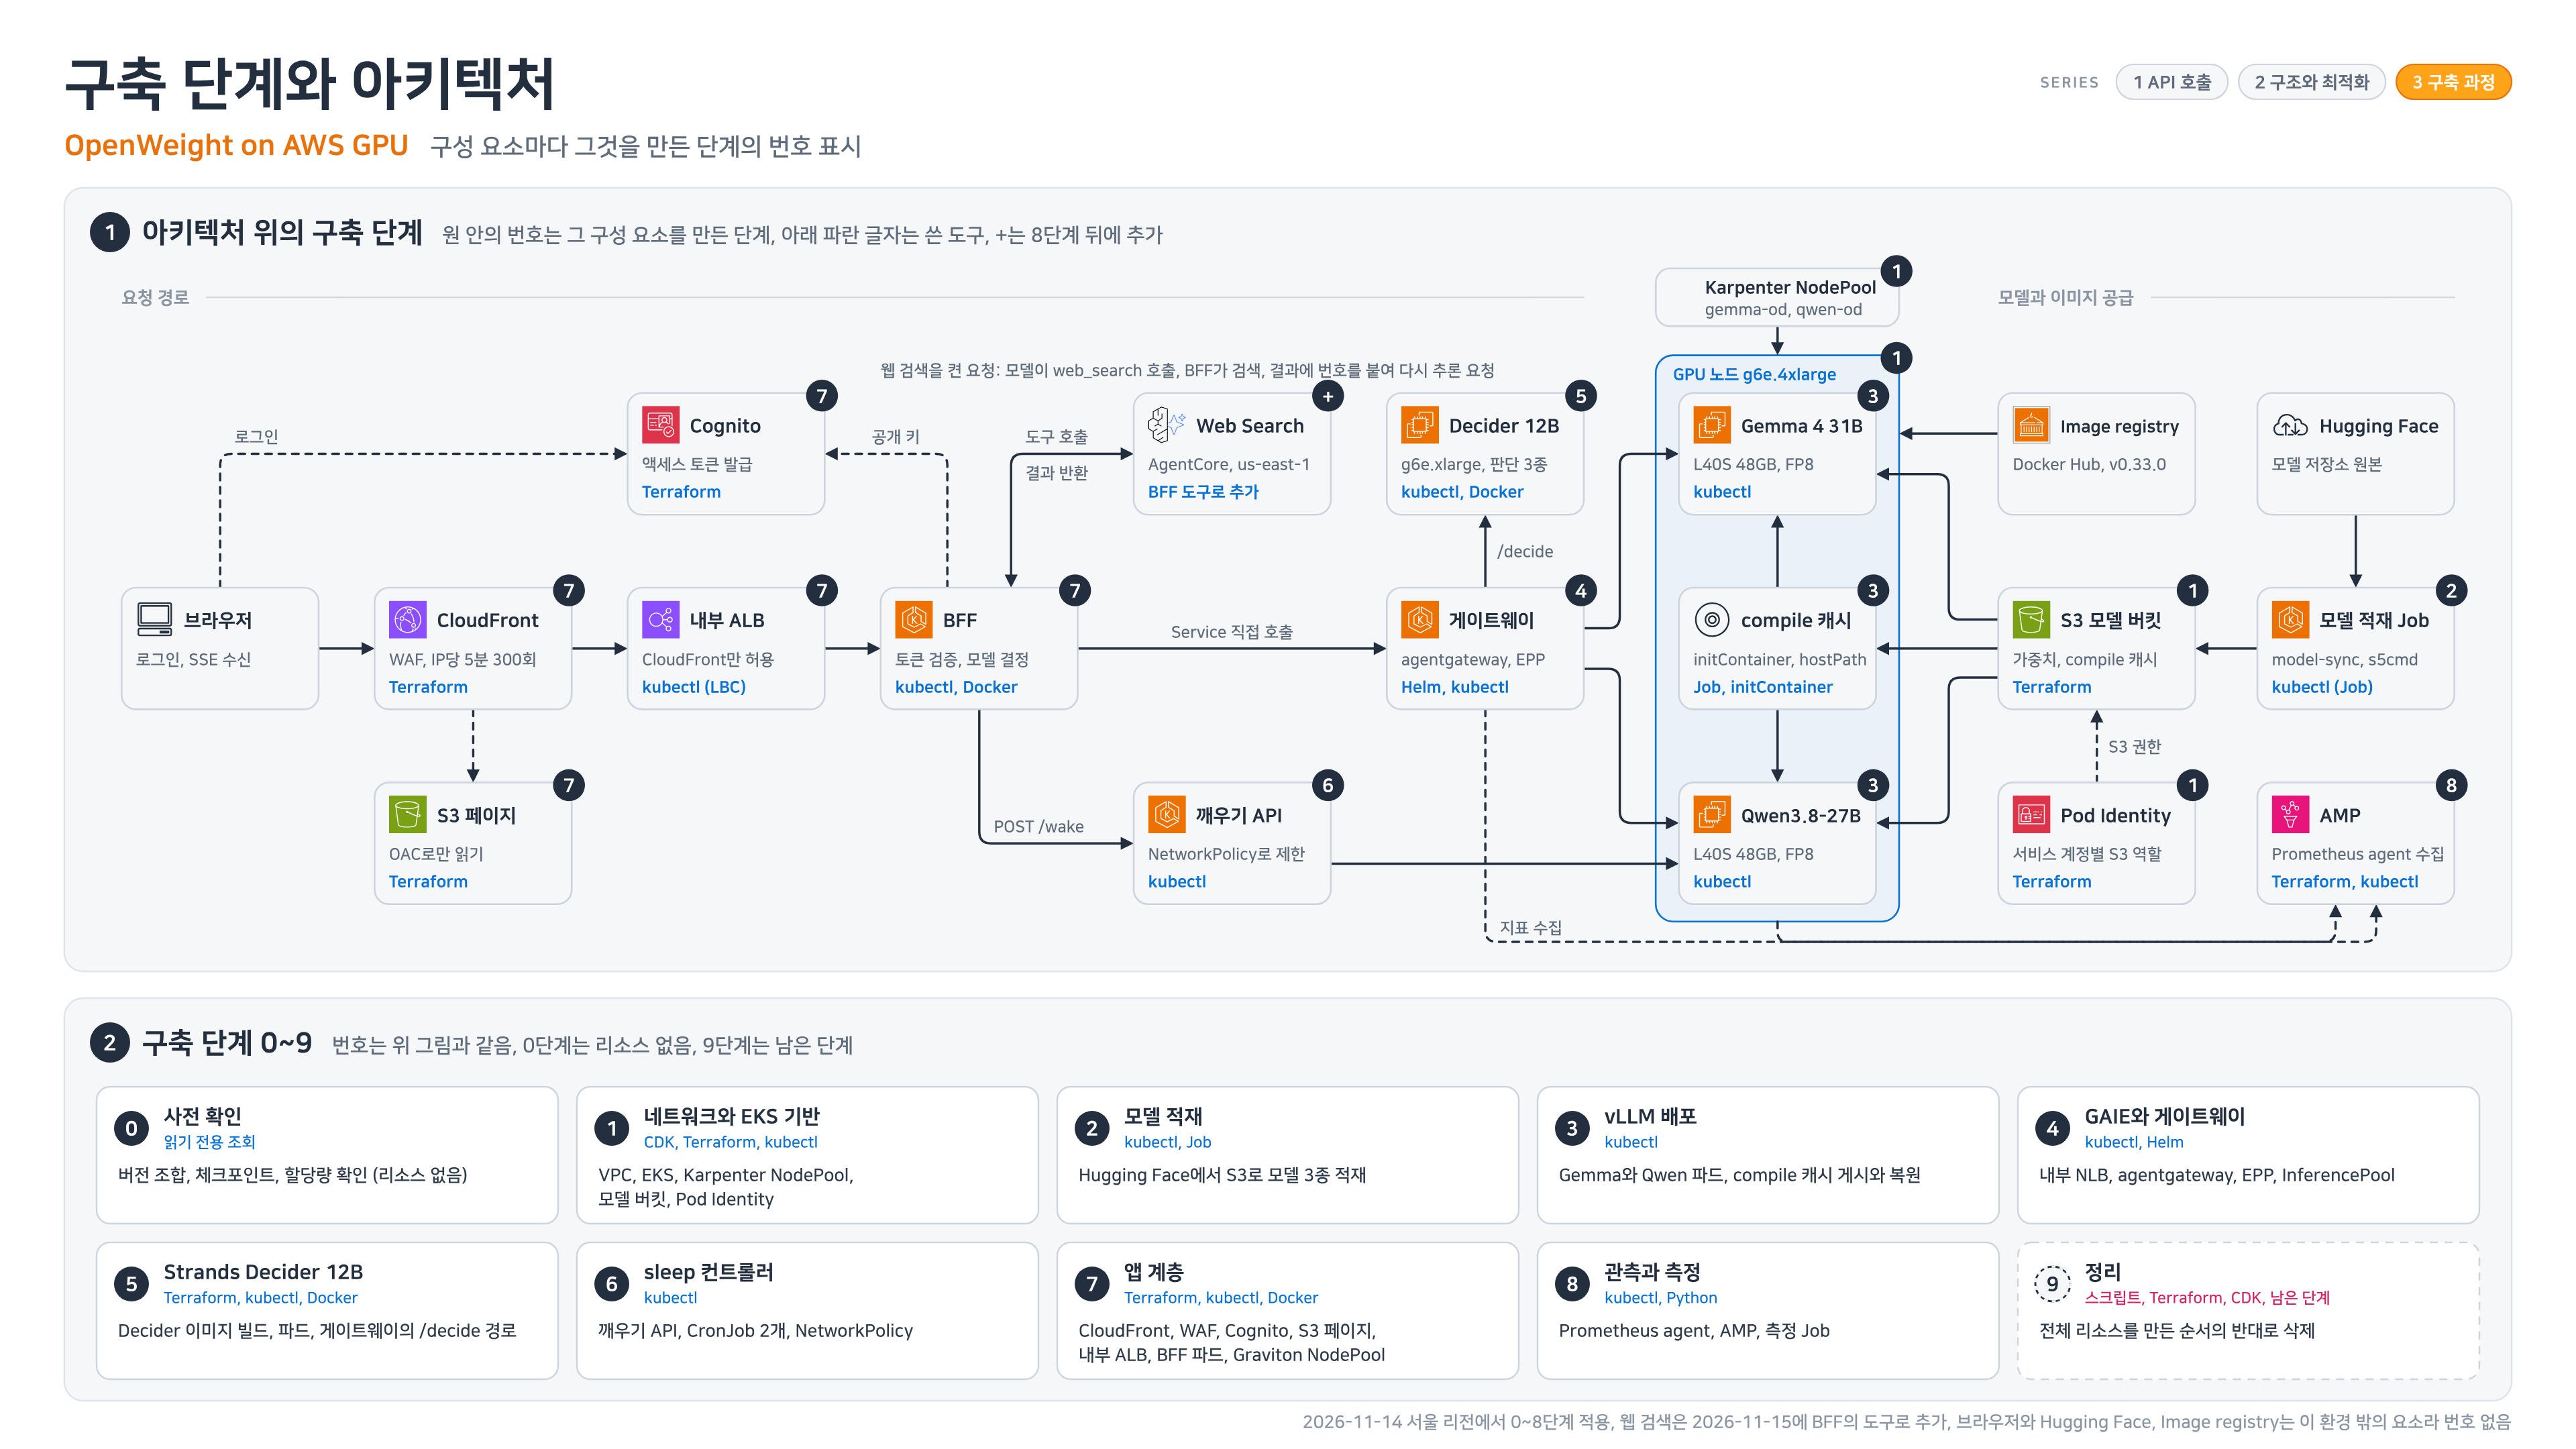 구축 단계와 아키텍처
SERIES
1 API 호출
2 구조와 최적화
3 구축 과정
OpenWeight on AWS GPU 구성 요소마다 그것을 만든 단계의 번호 표시
1 아키텍처 위의 구축 단계 원 안의 번호는 그 구성 요소를 만든 단계, 아래 파란 글자는 쓴 도구, +는 8단계 뒤에 추가
요청 경로
Karpenter NodePool
gemma-od, qwen-od
1
모델과 이미지 공급
웹 검색을 켠 요청: 모델이 web_search 호출, BFF가 검색, 결과에 번호를 붙여 다시 추론 요청
GPU 노드 g6e.4xlarge
1
로그인
Cognito
액세스 토큰 발급
Terraform
7
공개 키
도구 호출
결과 반환
Web Search
AgentCore, us-east-1
BFF 도구로 추가
+
Decider 12B
g6e.xlarge, 판단 3종
kubectl, Docker
5
Gemma 4 31B
L40S 48GB, FP8
kubectl
3
Image registry
Docker Hub, v0.33.0
Hugging Face
모델 저장소 원본
/decide
브라우저
로그인, SSE 수신
CloudFront
WAF, IP당 5분 300회
Terraform
7
내부 ALB
CloudFront만 허용
kubectl (LBC)
7
BFF
토큰 검증, 모델 결정
kubectl, Docker
7
Service 직접 호출
게이트웨이
agentgateway, EPP
Helm, kubectl
4
compile 캐시
initContainer, hostPath
Job, initContainer
3
S3 모델 버킷
가중치, compile 캐시
Terraform
1
모델 적재 Job
model-sync, s5cmd
kubectl (Job)
2
S3 권한
S3 페이지
OAC로만 읽기
Terraform
7
POST /wake
깨우기 API
NetworkPolicy로 제한
kubectl
6
Qwen3.8-27B
L40S 48GB, FP8
kubectl
3
Pod Identity
서비스 계정별 S3 역할
Terraform
1
AMP
Prometheus agent 수집
Terraform, kubectl
8
지표 수집
2 구축 단계 0~9 번호는 위 그림과 같음, 0단계는 리소스 없음, 9단계는 남은 단계
0 사전 확인
읽기 전용 조회
버전 조합, 체크포인트, 할당량 확인 (리소스 없음)
1 네트워크와 EKS 기반
CDK, Terraform, kubectl
VPC, EKS, Karpenter NodePool,
모델 버킷, Pod Identity
2 모델 적재
kubectl, Job
Hugging Face에서 S3로 모델 3종 적재
3 vLLM 배포
kubectl
Gemma와 Qwen 파드, compile 캐시 게시와 복원
4 GAIE와 게이트웨이
kubectl, Helm
내부 NLB, agentgateway, EPP, InferencePool
5 Strands Decider 12B
Terraform, kubectl, Docker
Decider 이미지 빌드, 파드, 게이트웨이의 /decide 경로
6 sleep 컨트롤러
kubectl
깨우기 API, CronJob 2개, NetworkPolicy
7 앱 계층
Terraform, kubectl, Docker
CloudFront, WAF, Cognito, S3 페이지,
내부 ALB, BFF 파드, Graviton NodePool
8 관측과 측정
kubectl, Python
Prometheus agent, AMP, 측정 Job
9 정리
스크립트, Terraform, CDK, 남은 단계
전체 리소스를 만든 순서의 반대로 삭제
2026-11-14 서울 리전에서 0~8단계 적용, 웹 검색은 2026-11-15에 BFF의 도구로 추가, 브라우저와 Hugging Face, Image registry는 이 환경 밖의 요소라 번호 없음